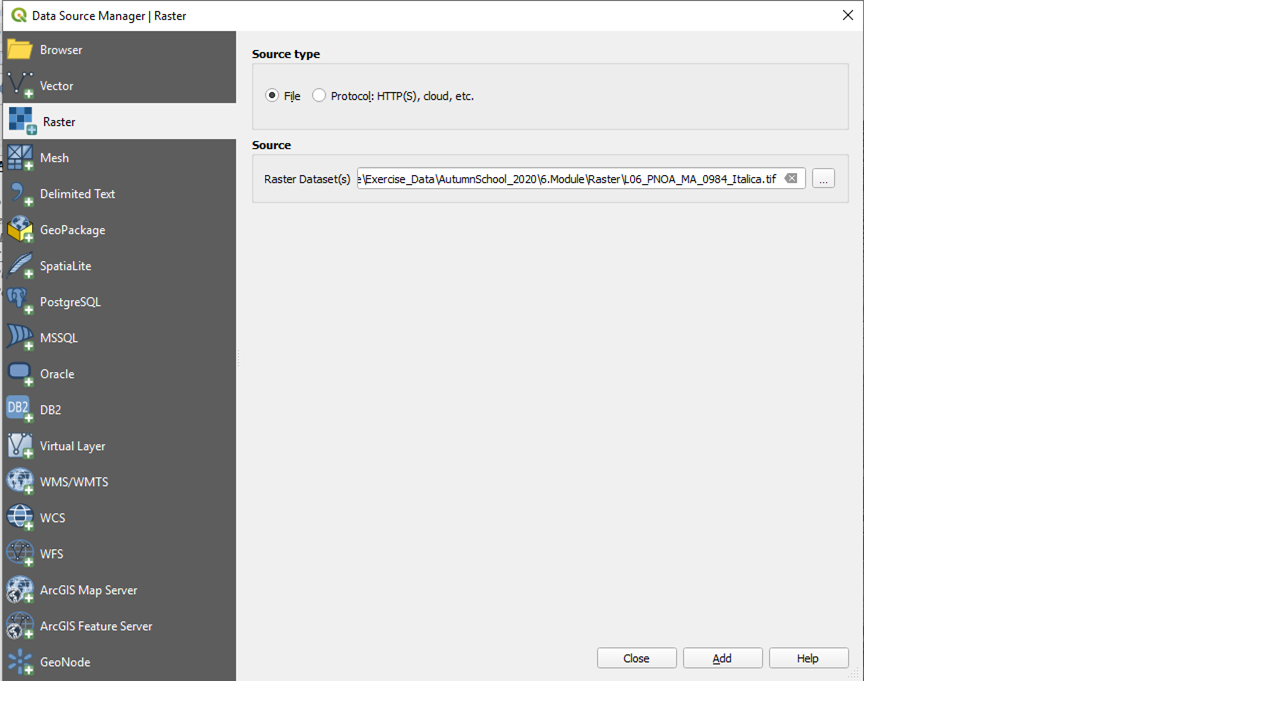 Data Source Manager | Raster
Browser
Vector
Raster
Mesh
Delimited Text
GeoPackage
SpatiaLite
PostgreSQL
MSSQL
Oracle
DB2
DB2
Virtual Layer
WMS/WMTS
WCS
WFS
ArcGIS Map Server
ArcGIS Feature Server
GeoNode
Source type
File
Protocol: HTTP(S), cloud, etc.
Source
Raster Dataset(s) e\Exercise_Data\AutumnSchool_2020\6.Module\Raster\L06_PNOA_MA_0984_Italica.tif ...
Close Add Help